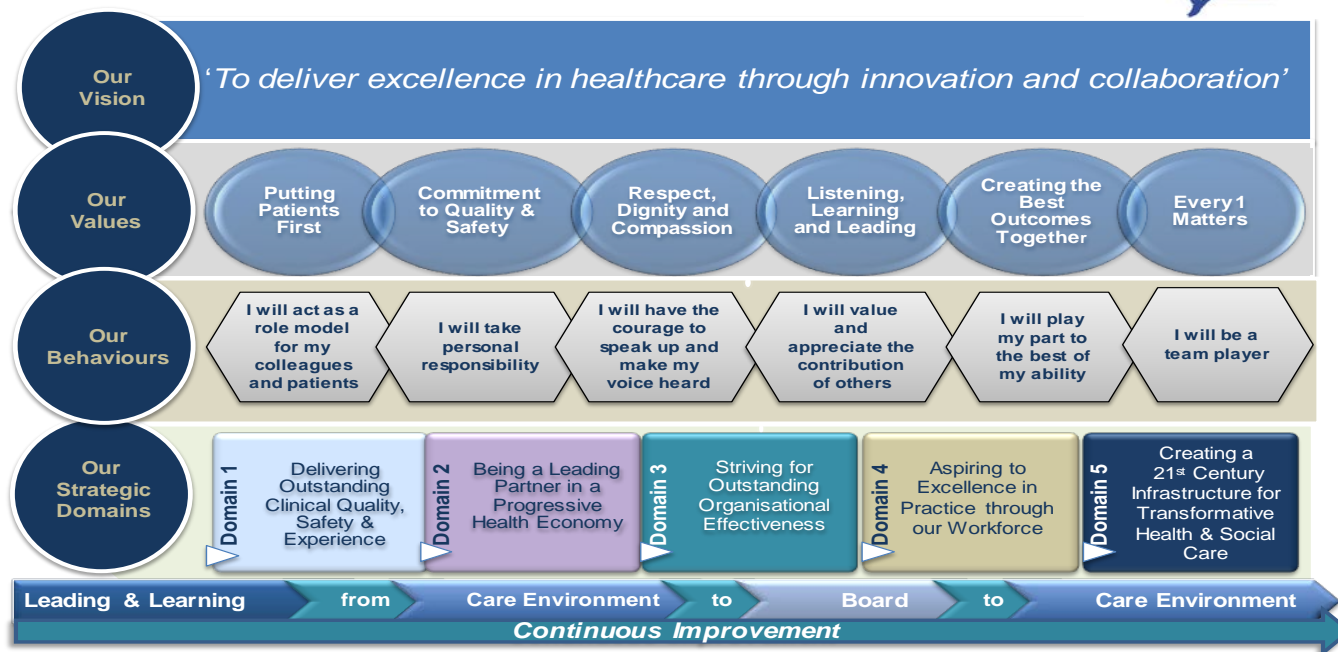 Our
Vision
‘To deliver excellence in healthcare through innovation and collaboration’
Our
Values
Putting
Patients
First
Commitment
to Quality &
Safety
Respect,
Dignity and
Compassion
Listening,
Learning
and Leading
Creating the
Best
Outcomes
Together
Every 1
Matters
Our
Behaviours
I will act as a
role model
for my
colleagues
and patients
I will take
personal
responsibility
I will have the
courage to
speak up and
make my
voice heard
I will value
and
appreciate the
contribution
of others
I will play
my part to
the best of
my ability
I will be a
team player
Our
Strategic
Domains
Domain 1
Delivering
Outstanding
Clinical Quality,
Safety &
Experience
Domain 2
Being a Leading
Partner in a
Progressive
Health Economy
Domain 3
Striving for
Outstanding
Organisational
Effectiveness
Domain 4
Aspiring to
Excellence in
Practice through
our Workforce
Domain 5
Creating a
21st Century
Infrastructure for
Transformative
Health & Social
Care
Leading & Learning from Care Environment to Board to Care Environment
Continuous Improvement